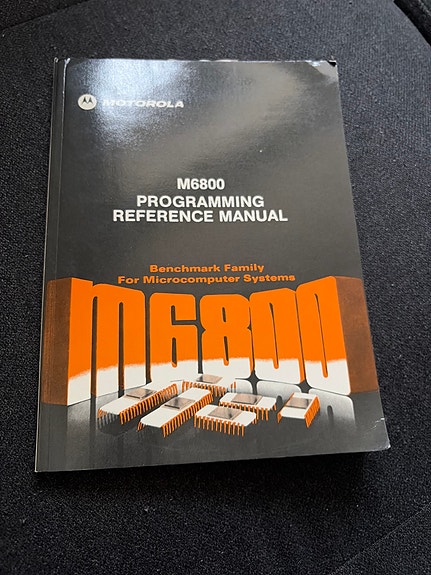 MOTOROLA
M6800
PROGRAMMING
REFERENCE MANUAL
Benchmark Family
For Microcomputer Systems
M6800